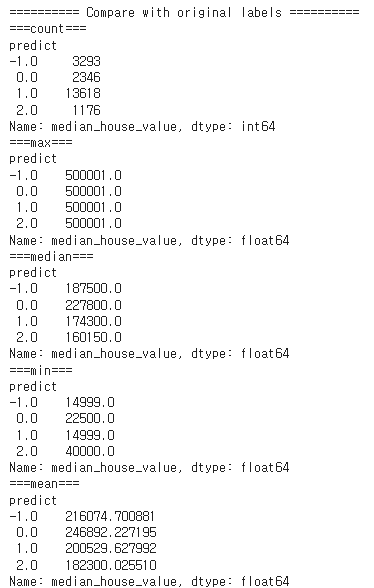 ========== Compare with original labels ==========
===count===
predict
-1.0     3293
 0.0     2346
 1.0    13618
 2.0     1176
Name: median_house_value, dtype: int64
===max===
predict
-1.0    500001.0
 0.0    500001.0
 1.0    500001.0
 2.0    500001.0
Name: median_house_value, dtype: float64
===median===
predict
-1.0    187500.0
 0.0    227800.0
 1.0    174300.0
 2.0    160150.0
Name: median_house_value, dtype: float64
===min===
predict
-1.0    14999.0
 0.0    22500.0
 1.0    14999.0
 2.0    40000.0
Name: median_house_value, dtype: float64
===mean===
predict
-1.0    216074.700881
 0.0    246892.227195
 1.0    200529.627992
 2.0    182300.025510
Name: median_house_value, dtype: float64